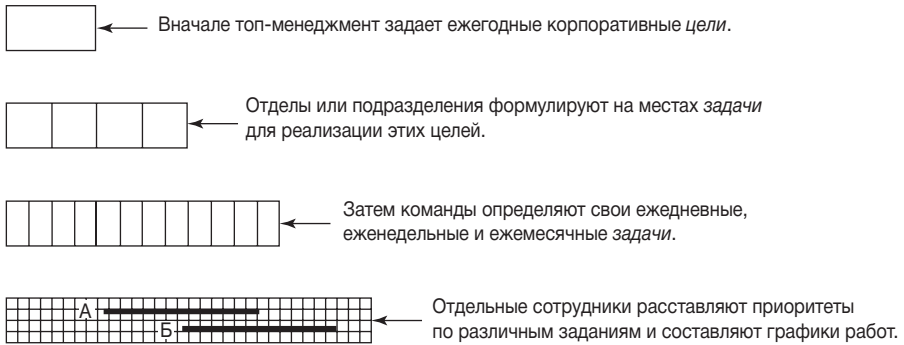 Вначале топ-менеджмент задает ежегодные корпоративные цели.
Отделы или подразделения формулируют на местах задачи
для реализации этих целей.
Затем команды определяют свои ежедневные,
еженедельные и ежемесячные задачи.
А
Б
Отдельные сотрудники расставляют приоритеты
по различным заданиям и составляют графики работ.